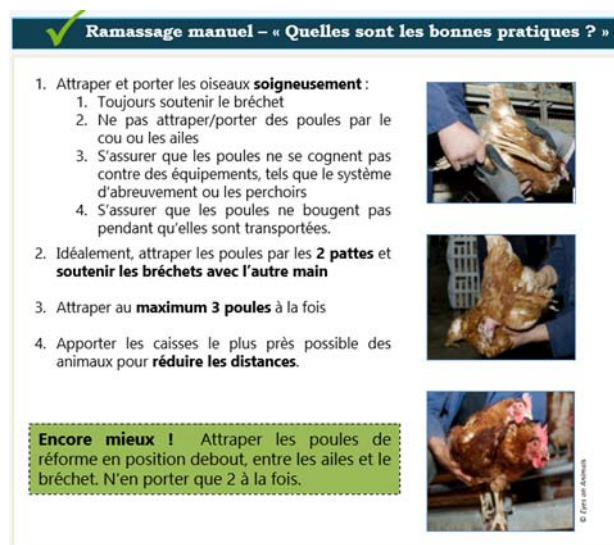 Ramassage manuel – « Quelles sont les bonnes pratiques ? »
1. Attraper et porter les oiseaux soigneusement :
1. Toujours soutenir le bréchet
2. Ne pas attraper/porter des poules par le
cou ou les ailes
3. S’assurer que les poules ne se cognent pas
contre des équipements, tels que le système
d’abreuvement ou les perchoirs
4. S’assurer que les poules ne bougent pas
pendant qu’elles sont transportées.
2. Idéalement, attraper les poules par les 2 pattes et
soutenir les bréchets avec l’autre main
3. Attraper au maximum 3 poules à la fois
4. Apporter les caisses le plus près possible des
animaux pour réduire les distances.
Encore mieux ! Attraper les poules de
réforme en position debout, entre les ailes et le
bréchet. N’en porter que 2 à la fois.
© Eyes on Animals